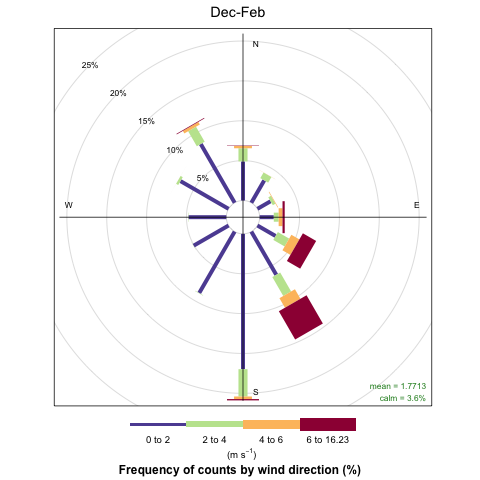 Dec-Feb
N
25%
20%
15%
10%
5%
W
E
S
mean = 1.7713
calm = 3.6%
0 to 2 2 to 4 4 to 6 6 to 16.23
(m s⁻¹)
Frequency of counts by wind direction (%)